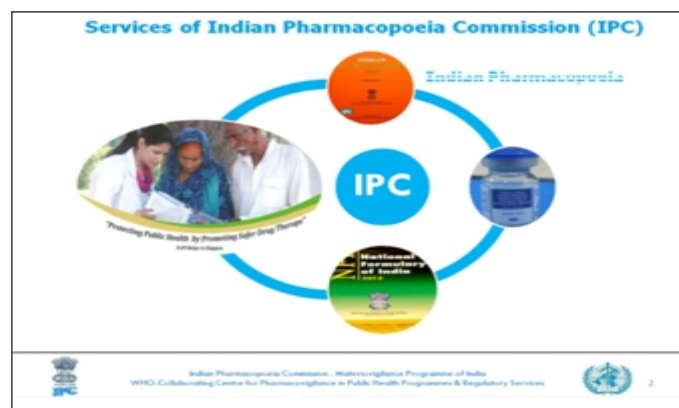 Services of Indian Pharmacopoeia Commission (IPC)
Indian Pharmacopoeia
IPC
"Protecting Public Health by Promoting Safer Drug Therapy"
National
Formulary
of India
Indian Pharmacopoeia Commission - Materiovigilance Programme of India
WHO-Collaborating Centre for Pharmacovigilance in Public Health Programmes & Regulatory Services
IPC
2